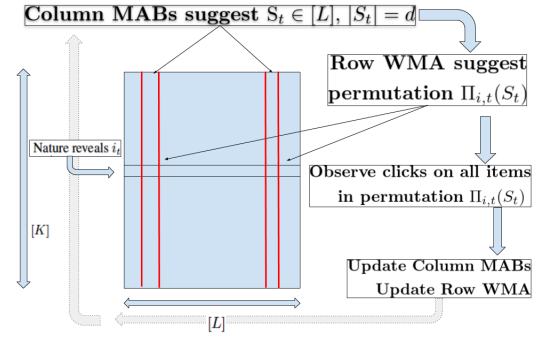 Column MABs suggest S_t ∈ [L], |S_t| = d
Row WMA suggest
permutation Π_{i,t}(S_t)
Nature reveals i_t
Observe clicks on all items
in permutation Π_{i,t}(S_t)
[K]
Update Column MABs
Update Row WMA
[L]